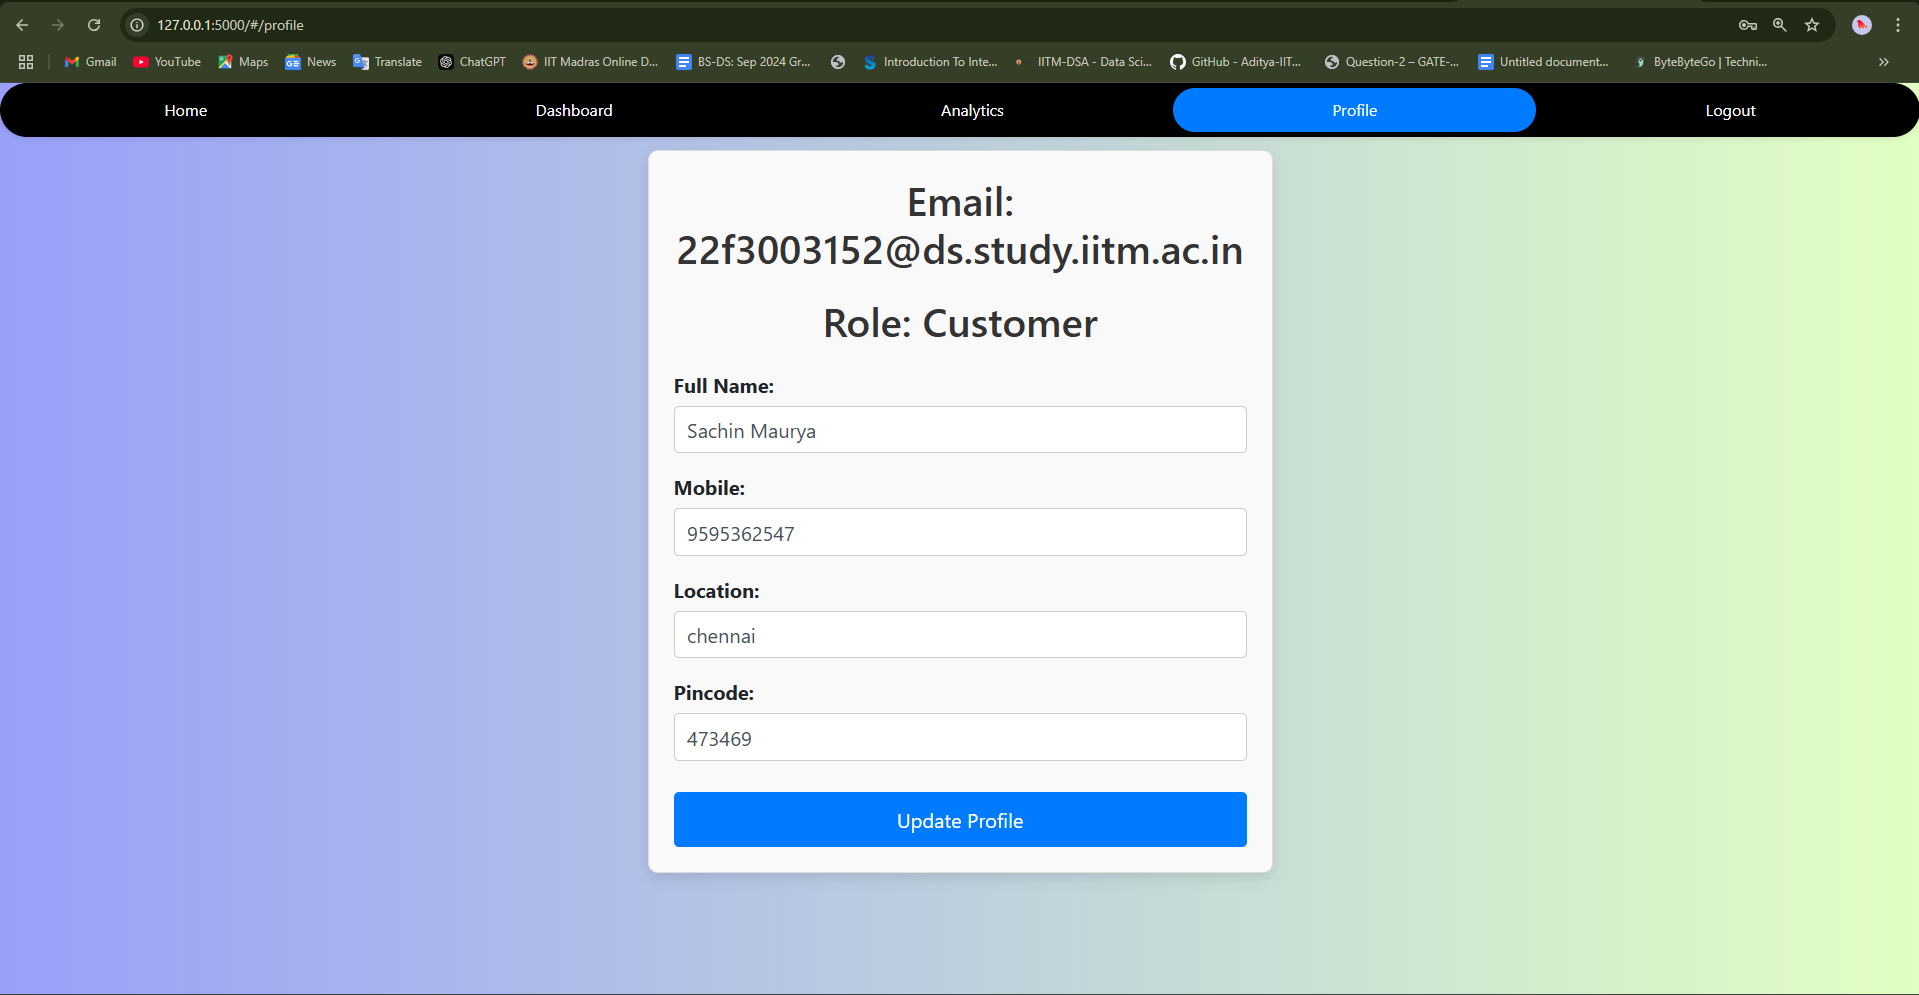 127.0.0.1:5000/#/profile
Gmail YouTube Maps News Translate ChatGPT IIT Madras Online D... BS-DS: Sep 2024 Gr... Introduction To Inte... IITM-DSA - Data Sci... GitHub - Aditya-IIT... Question-2 – GATE-... Untitled document... ByteByteGo | Techni...
Home Dashboard Analytics Profile Logout
Email:
22f3003152@ds.study.iitm.ac.in
Role: Customer
Full Name:
Sachin Maurya
Mobile:
9595362547
Location:
chennai
Pincode:
473469
Update Profile